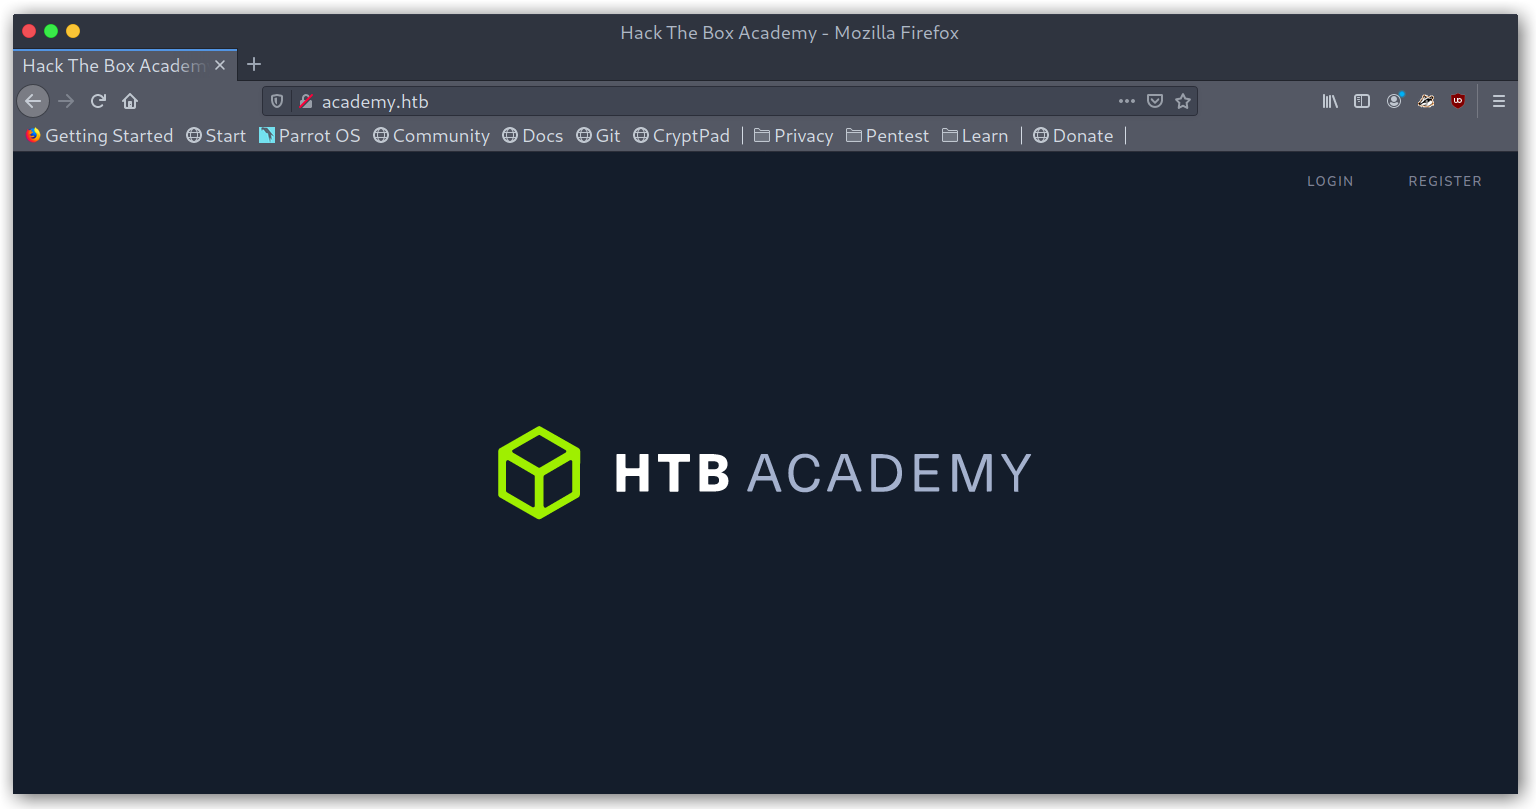 Hack The Box Academy - Mozilla Firefox
Hack The Box Academ
academy.htb
Getting Started Start Parrot OS Community Docs Git CryptPad Privacy Pentest Learn Donate
LOGIN REGISTER
HTB ACADEMY